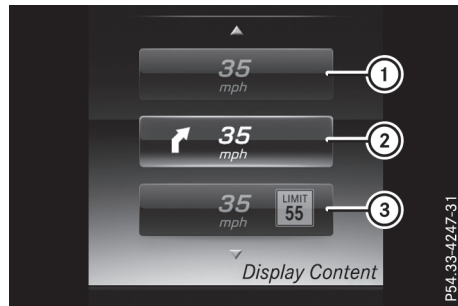 35
mph
1
35
mph
2
35
mph
LIMIT
55
3
Display Content
P54.33-4247-31